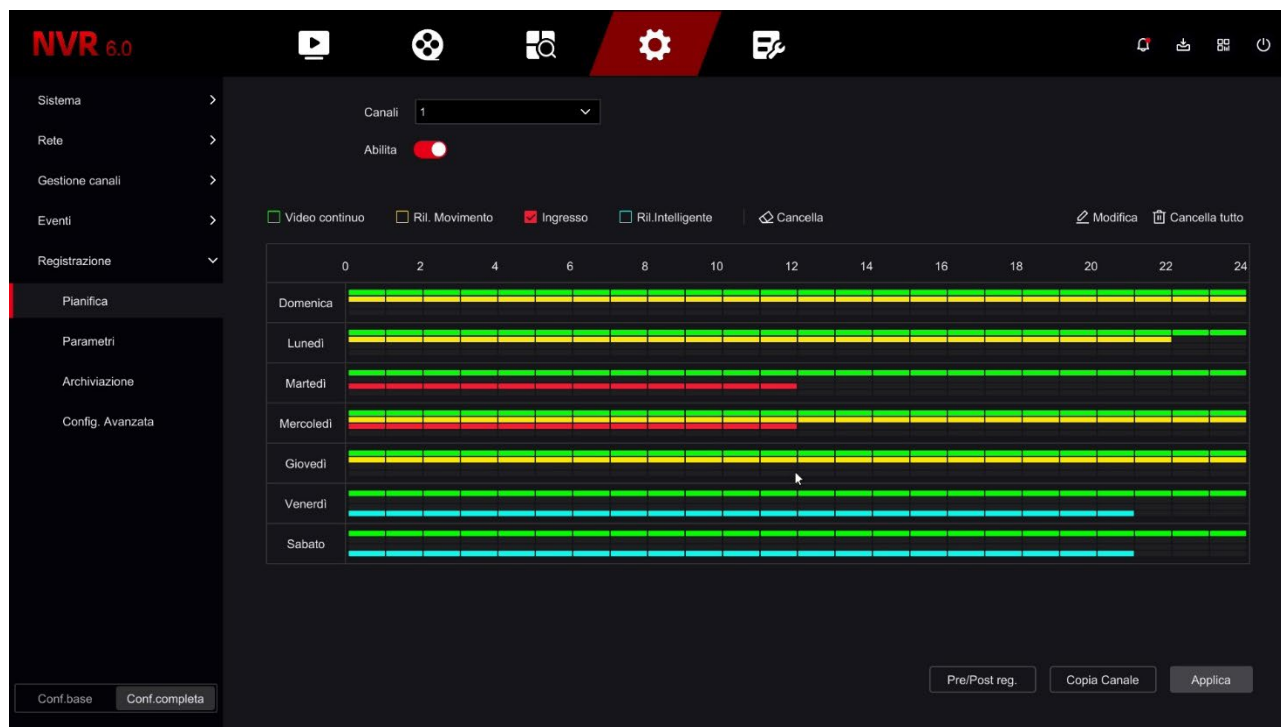 NVR 6.0
Sistema
Rete
Gestione canali
Eventi
Registrazione
Pianifica
Parametri
Archiviazione
Config. Avanzata
Conf.base Conf.completa
Canali 1
Abilita
Video continuo Ril. Movimento Ingresso Ril.Intelligente Cancella Modifica Cancella tutto
0 2 4 6 8 10 12 14 16 18 20 22 24
Domenica
Lunedì
Martedì
Mercoledì
Giovedì
Venerdì
Sabato
Pre/Post reg. Copia Canale Applica